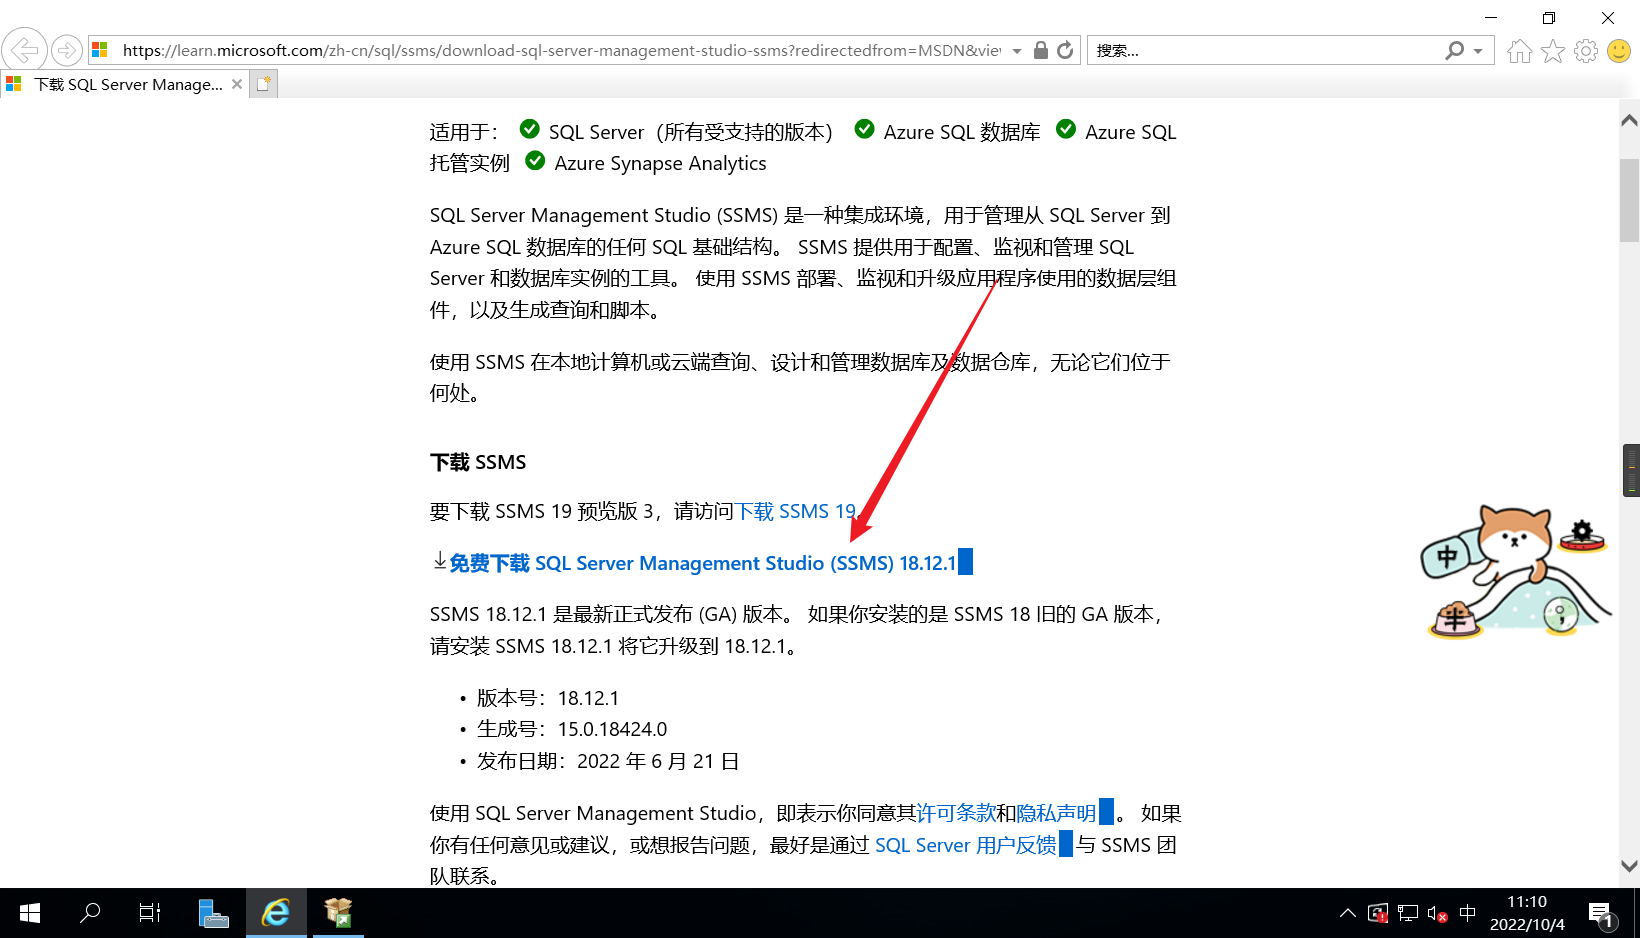 https://learn.microsoft.com/zh-cn/sql/ssms/download-sql-server-management-studio-ssms?redirectedfrom=MSDN&vie
搜索...
下载 SQL Server Manage...
适用于： SQL Server（所有受支持的版本） Azure SQL 数据库 Azure SQL
托管实例 Azure Synapse Analytics
SQL Server Management Studio (SSMS) 是一种集成环境，用于管理从 SQL Server 到
Azure SQL 数据库的任何 SQL 基础结构。 SSMS 提供用于配置、监视和管理 SQL
Server 和数据库实例的工具。 使用 SSMS 部署、监视和升级应用程序使用的数据层组
件，以及生成查询和脚本。
使用 SSMS 在本地计算机或云端查询、设计和管理数据库及数据仓库，无论它们位于
何处。
下载 SSMS
要下载 SSMS 19 预览版 3，请访问下载 SSMS 19。
免费下载 SQL Server Management Studio (SSMS) 18.12.1
SSMS 18.12.1 是最新正式发布 (GA) 版本。 如果你安装的是 SSMS 18 旧的 GA 版本，
请安装 SSMS 18.12.1 将它升级到 18.12.1。
• 版本号：18.12.1
• 生成号：15.0.18424.0
• 发布日期：2022 年 6 月 21 日
使用 SQL Server Management Studio，即表示你同意其许可条款和隐私声明 。 如果
你有任何意见或建议，或想报告问题，最好是通过 SQL Server 用户反馈 与 SSMS 团
队联系。
中
半
中
11:10
2022/10/4
1